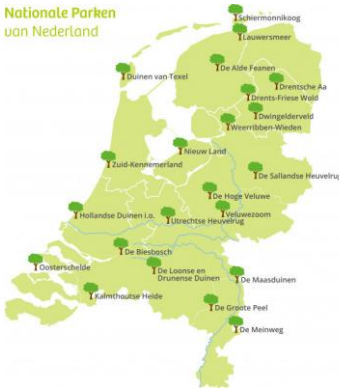 Nationale Parken
van Nederland
Schiermonnikoog
Lauwersmeer
De Alde Feanen
Duinen van Texel
Drentsche Aa
Drents-Friese Wold
Dwingelderveld
Weerribben-Wieden
Nieuw Land
Zuid-Kennemerland
De Sallandse Heuvelrug
De Hoge Veluwe
Hollandse Duinen i.o.
Veluwezoom
Utrechtse Heuvelrug
De Biesbosch
Oosterschelde
De Loonse en
Drunense Duinen
De Maasduinen
Kalmthoutse Heide
De Groote Peel
De Meinweg